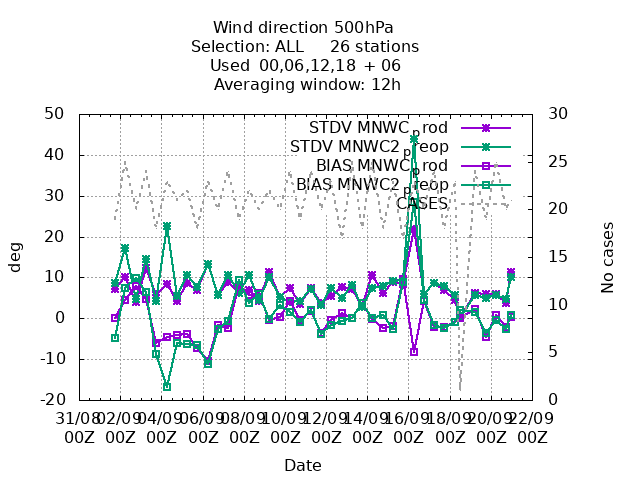 Wind direction 500hPa
Selection: ALL     26 stations
Used  00,06,12,18 + 06
Averaging window: 12h
50
40
30
20
10
0
-10
-20
30
25
20
15
10
5
0
deg
No cases
STDV MNWC_prod
STDV MNWC2_preop
BIAS MNWC_prod
BIAS MNWC2_preop
CASES
31/08 02/09 04/09 06/09 08/09 10/09 12/09 14/09 16/09 18/09 20/09 22/09
00Z 00Z 00Z 00Z 00Z 00Z 00Z 00Z 00Z 00Z 00Z 00Z
Date